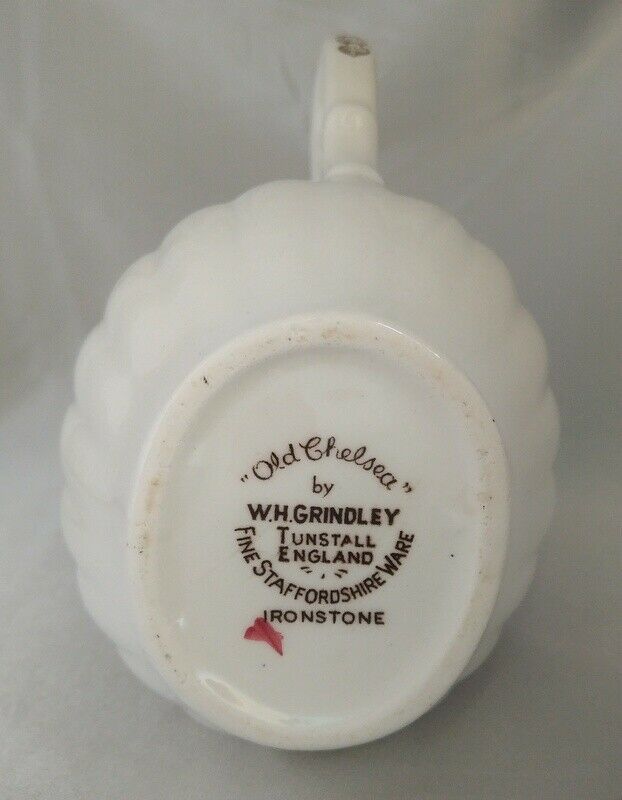 "Old Chelsea"
by
W.H.GRINDLEY
TUNSTALL
ENGLAND
FINE STAFFORDSHIRE WARE
IRONSTONE